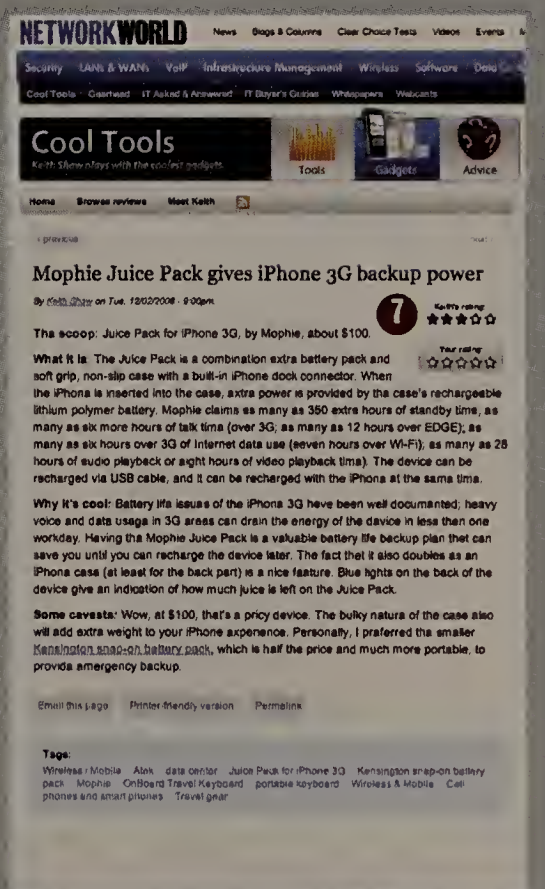 NETWORKWORLD News Blogs & Columns Clear Choice Tests Videos Events
Security LANs & WANs VoIP Infrastructure Management Wireless Software Data
Cool Tools Gearhead IT Asked & Answered IT Buyer's Guides Whitepapers Webcasts
Cool Tools
Keith Shaw plays with the coolest gadgets
Tools Gadgets Advice
Home Browse reviews Meet Keith
‹ previous
Mophie Juice Pack gives iPhone 3G backup power
By Keith Shaw on Tue, 12/02/2008 - 9:00pm
7
Keith's rating:
Your rating:
The scoop: Juice Pack for iPhone 3G, by Mophie, about $100.
What it is: The Juice Pack is a combination extra battery pack and
soft grip, non-slip case with a built-in iPhone dock connector. When
the iPhone is inserted into the case, extra power is provided by the case's rechargeable
lithium polymer battery. Mophie claims as many as 350 extra hours of standby time, as
many as six more hours of talk time (over 3G; as many as 12 hours over EDGE); as
many as six hours over 3G of Internet data use (seven hours over Wi-Fi); as many as 28
hours of audio playback or eight hours of video playback time). The device can be
recharged via USB cable, and it can be recharged with the iPhone at the same time.
Why it's cool: Battery life issues of the iPhone 3G have been well documented; heavy
voice and data usage in 3G areas can drain the energy of the device in less then one
workday. Having the Mophie Juice Pack is a valuable battery life backup plan that can
save you until you can recharge the device later. The fact that it also doubles as an
iPhone case (at least for the back part) is a nice feature. Blue lights on the back of the
device give an indication of how much juice is left on the Juice Pack.
Some caveats: Wow, at $100, that's a pricy device. The bulky nature of the case also
will add extra weight to your iPhone experience. Personally, I preferred the smaller
Kensington snap-on battery pack, which is half the price and much more portable, to
provide emergency backup.
Email this page Printer-friendly version Permalink
Tags:
Wireless / Mobile Atek data center Juice Pack for iPhone 3G Kensington snap-on battery
pack Mophie OnBoard Travel Keyboard portable keyboard Wireless & Mobile Cell
phones and smart phones Travel gear